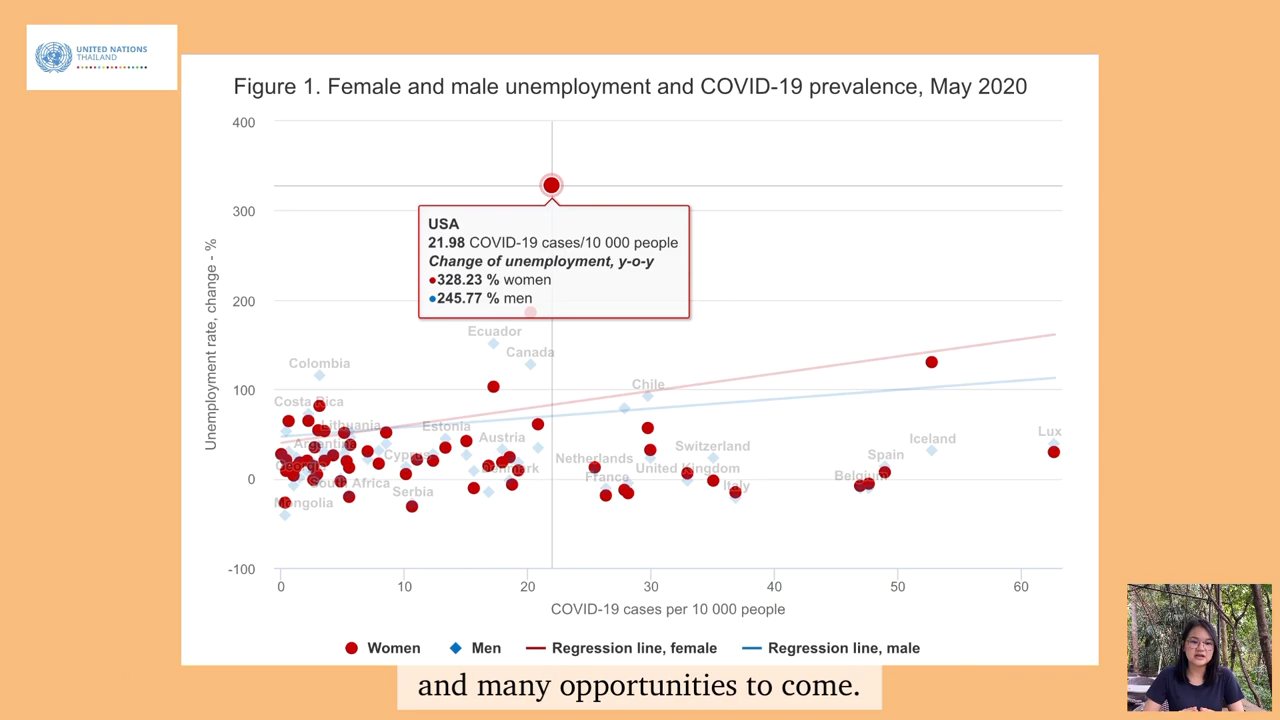 UNITED NATIONS
THAILAND
Figure 1. Female and male unemployment and COVID-19 prevalence, May 2020
400
300
200
100
0
-100
Unemployment rate, change - %
USA
21.98 COVID-19 cases/10 000 people
Change of unemployment, y-o-y
328.23 % women
245.77 % men
Ecuador
Canada
Colombia
Chile
Costa Rica
Lithuania
Estonia
Lux
Iceland
Argentina
Austria
Switzerland
Cyprus
Netherlands
Spain
Georgia
Denmark
United Kingdom
France
Belgium
South Africa
Serbia
Italy
Mongolia
0 10 20 30 40 50 60
COVID-19 cases per 10 000 people
Women Men Regression line, female Regression line, male
and many opportunities to come.